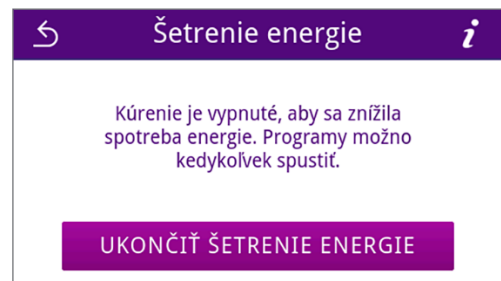 Šetrenie energie
Kúrenie je vypnuté, aby sa znížila
spotreba energie. Programy možno
kedykoľvek spustiť.
UKONČIŤ ŠETRENIE ENERGIE